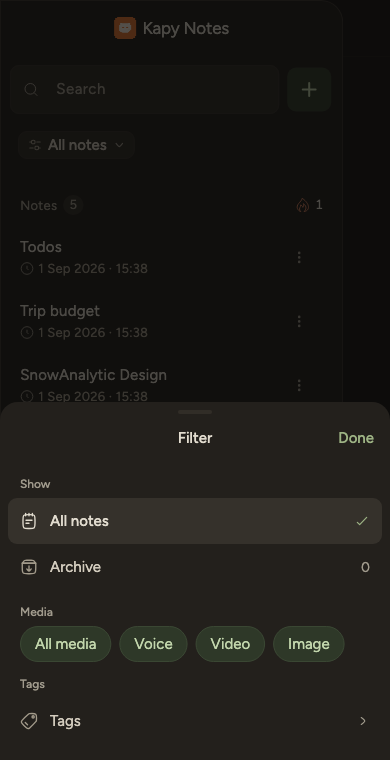 Kapy Notes
Search
All notes
Notes 5
1
Todos
1 Sep 2026 · 15:38
Trip budget
1 Sep 2026 · 15:38
SnowAnalytic Design
1 Sep 2026 · 15:38
Filter
Done
Show
All notes
Archive
0
Media
All media
Voice
Video
Image
Tags
Tags